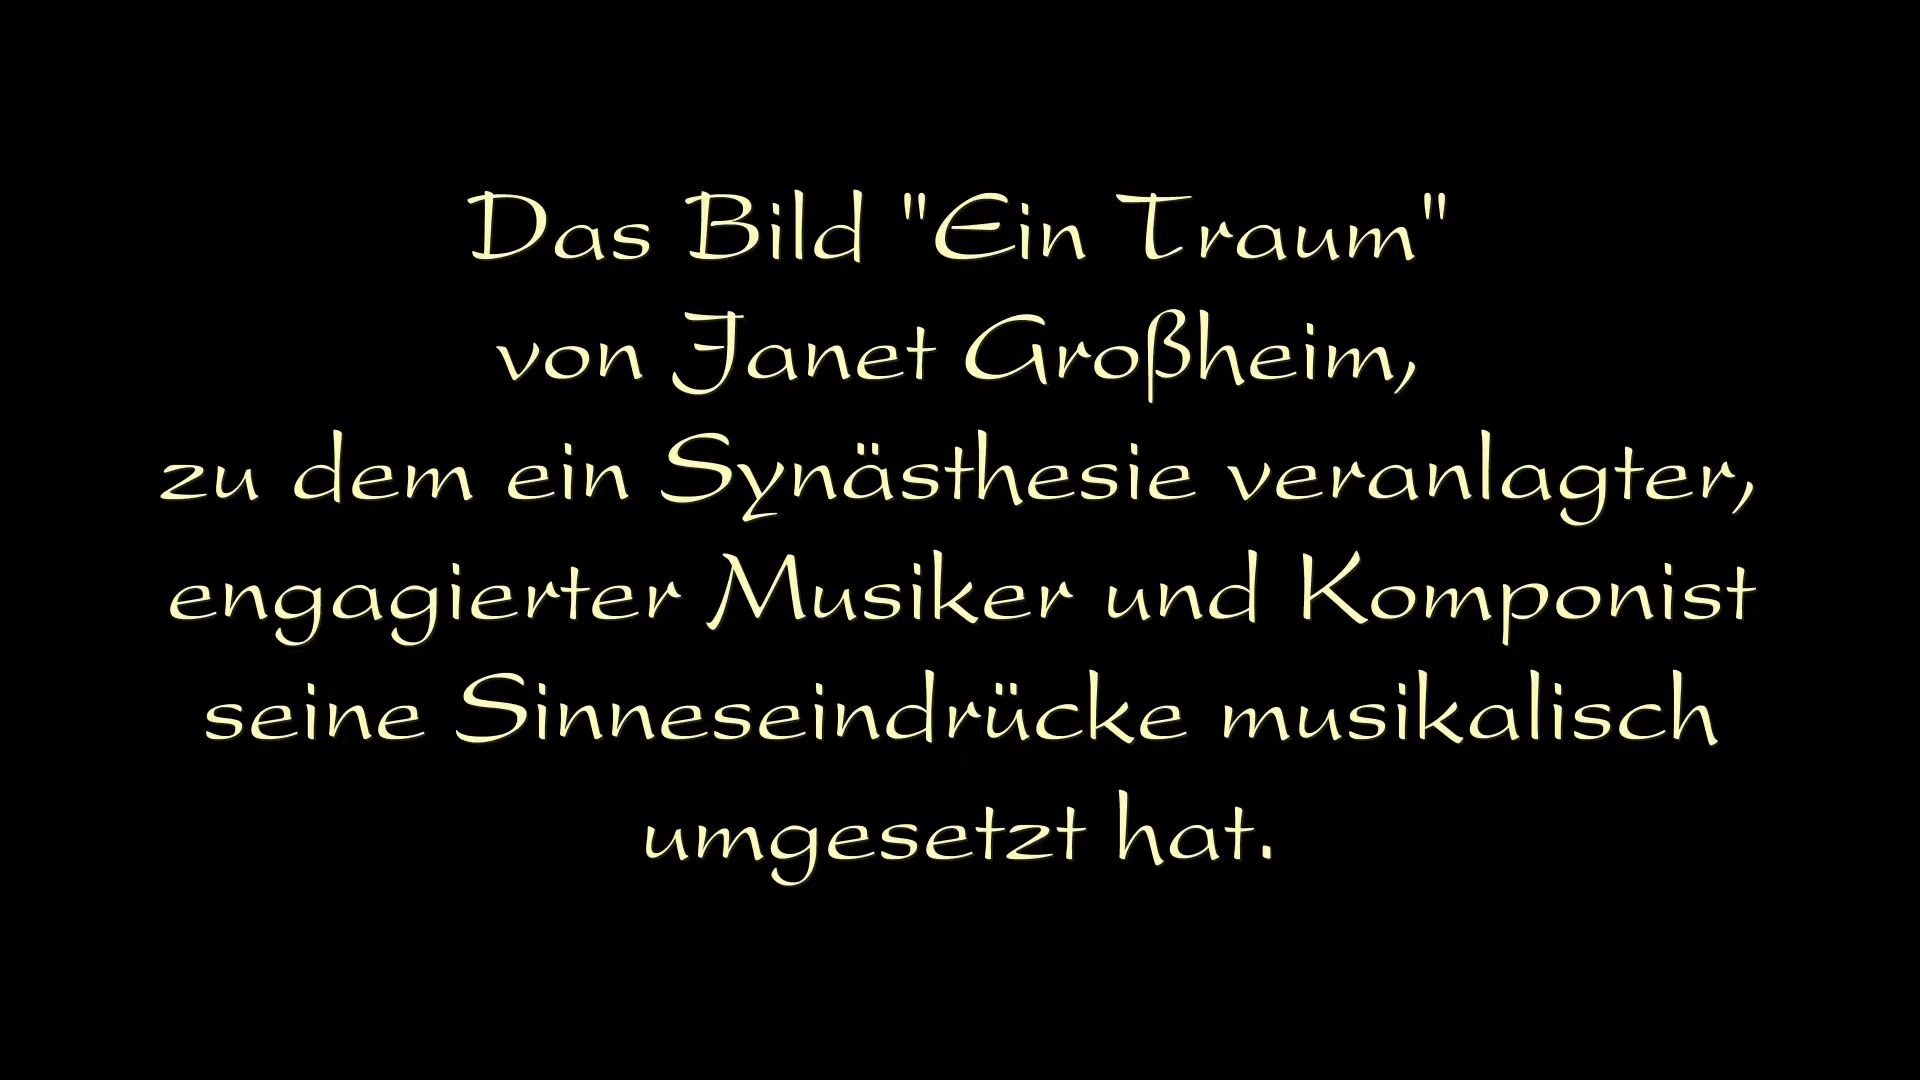 Das Bild "Ein Traum"
von Janet Großheim,
zu dem ein Synästhesie veranlagter,
engagierter Musiker und Komponist
seine Sinneseindrücke musikalisch
umgesetzt hat.